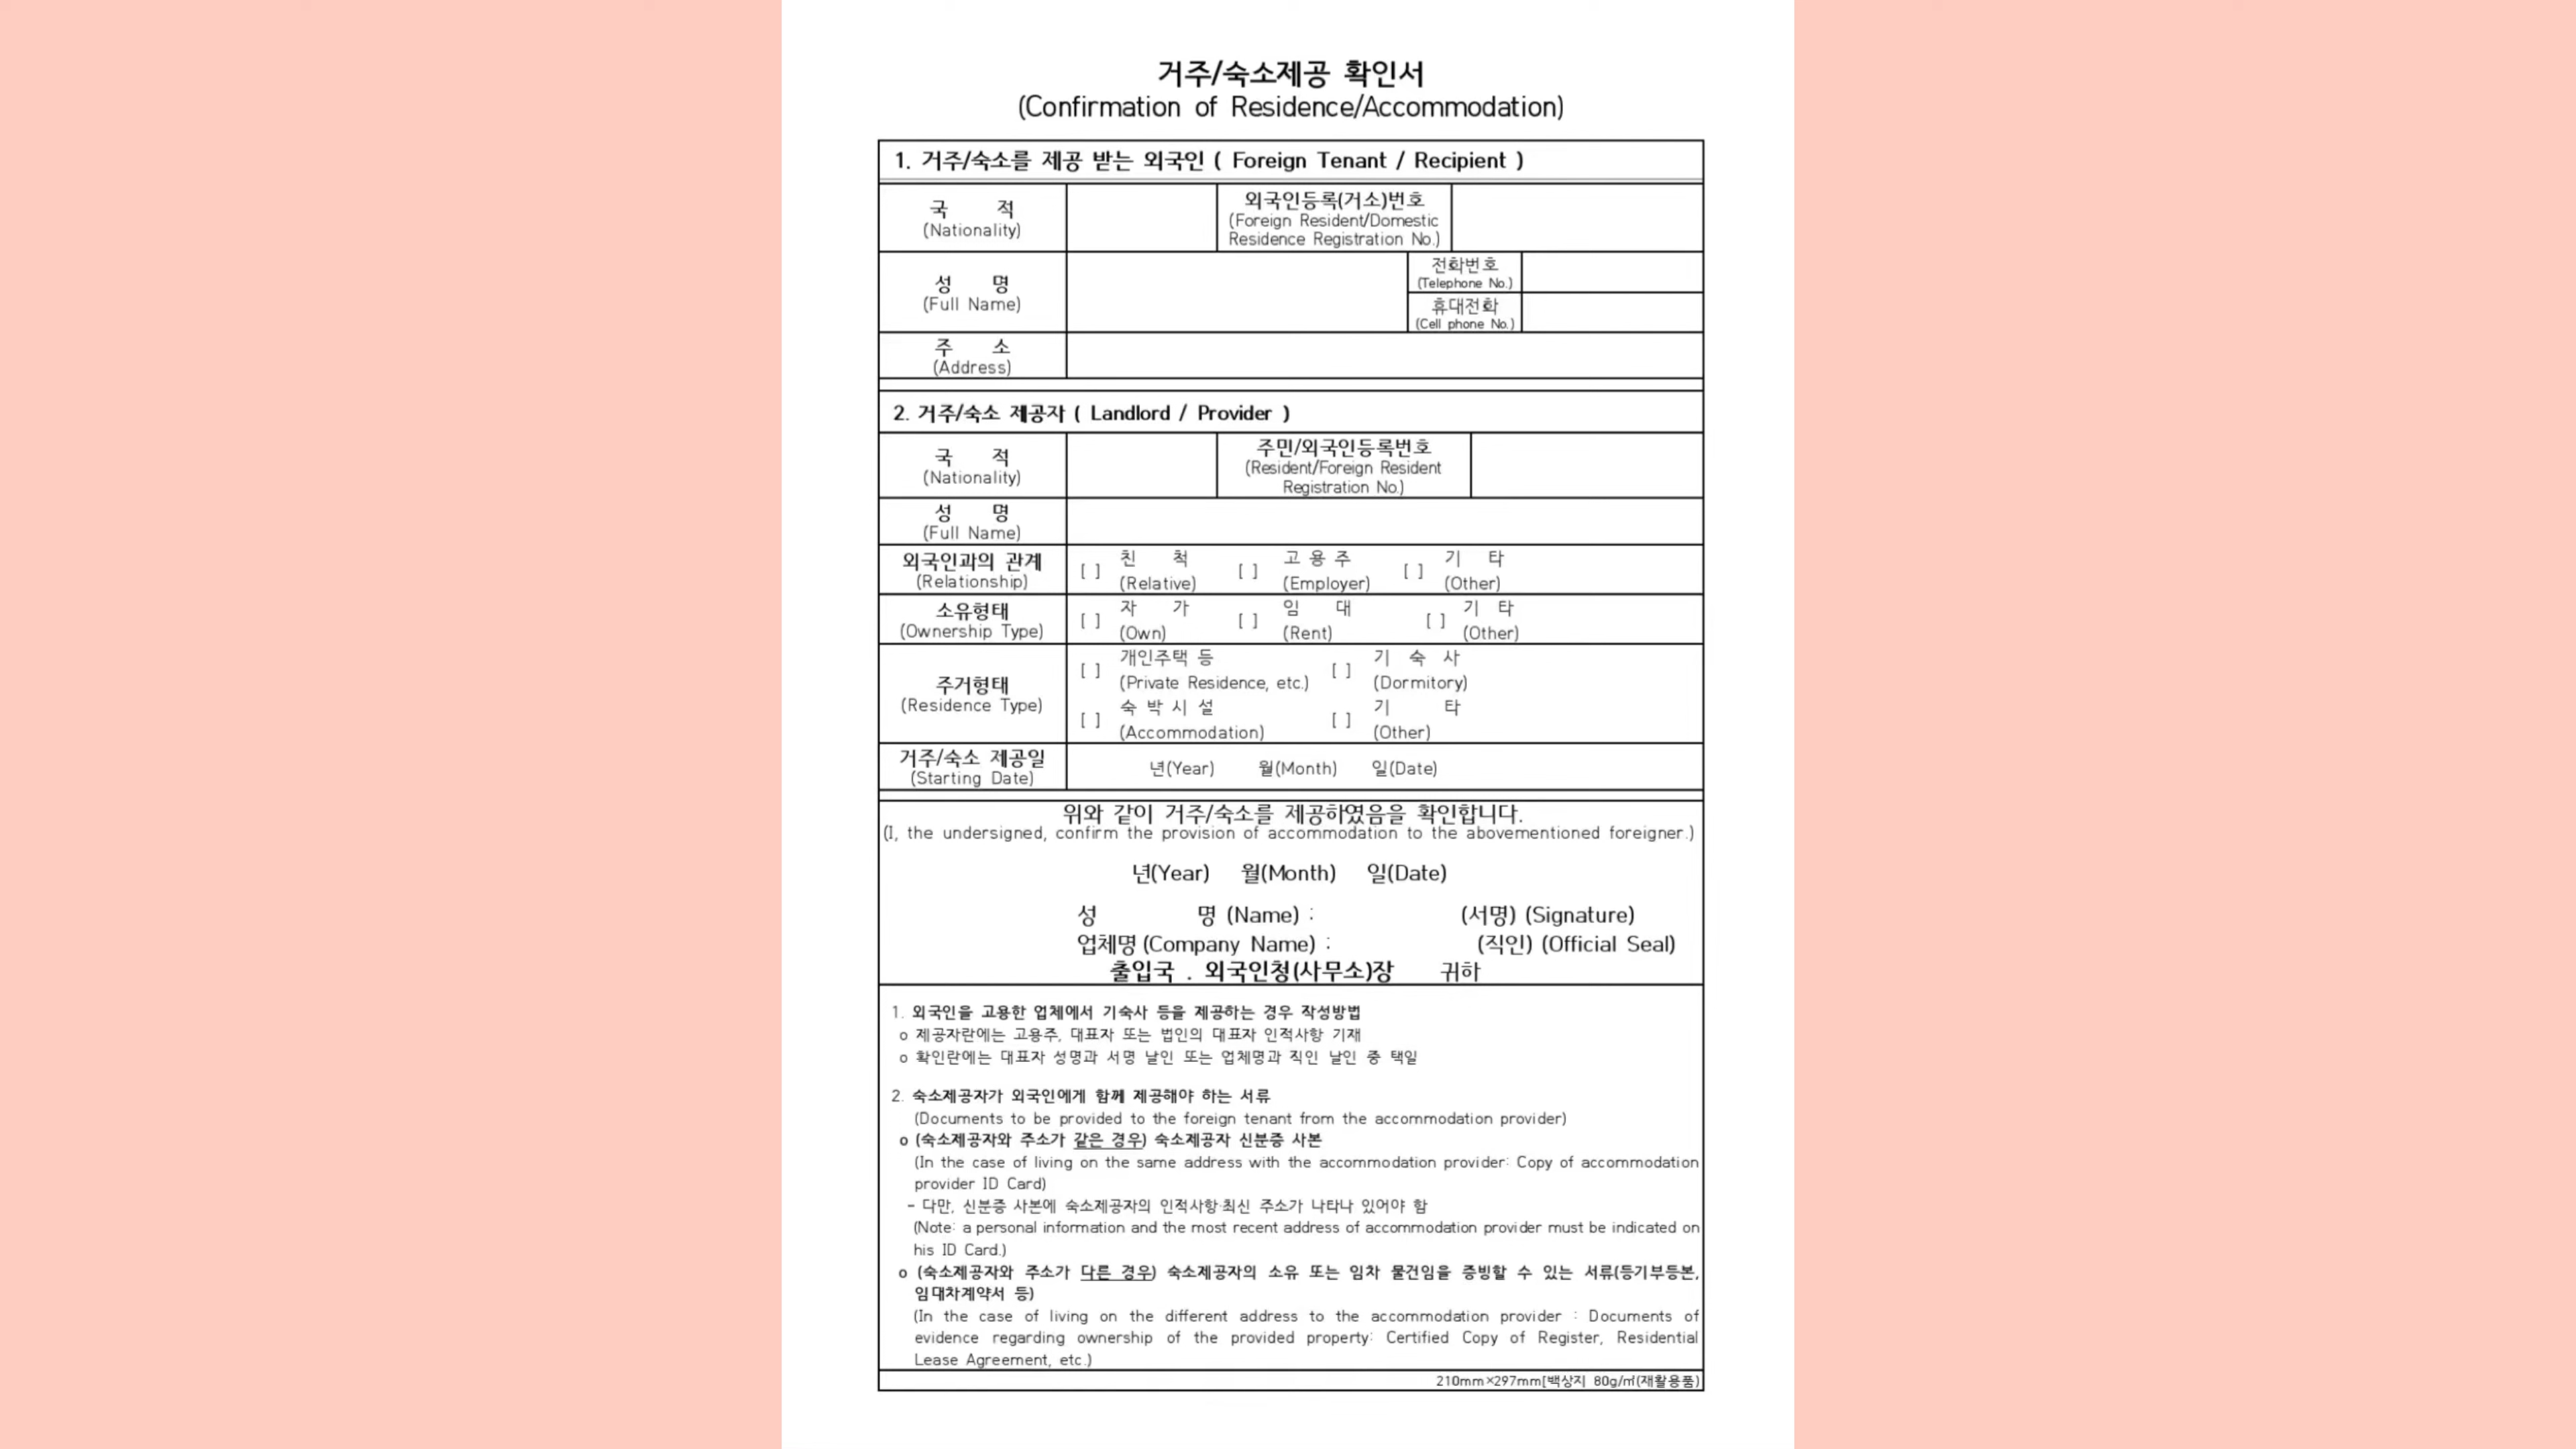 거주/숙소제공 확인서
(Confirmation of Residence/Accommodation)
1. 거주/숙소를 제공 받는 외국인 ( Foreign Tenant / Recipient )
국 적
(Nationality)
외국인등록(거소)번호
(Foreign Resident/Domestic
Residence Registration No.)
성 명
(Full Name)
전화번호
(Telephone No.)
휴대전화
(Cell phone No.)
주 소
(Address)
2. 거주/숙소 제공자 ( Landlord / Provider )
국 적
(Nationality)
주민/외국인등록번호
(Resident/Foreign Resident
Registration No.)
성 명
(Full Name)
외국인과의 관계
(Relationship)
[ ] 친 척 [ ] 고 용 주 [ ] 기 타
(Relative) (Employer) (Other)
소유형태
(Ownership Type)
[ ] 자 가 [ ] 임 대 [ ] 기 타
(Own) (Rent) (Other)
주거형태
(Residence Type)
[ ] 개인주택 등 [ ] 기 숙 사
(Private Residence, etc.) (Dormitory)
[ ] 숙 박 시 설 [ ] 기 타
(Accommodation) (Other)
거주/숙소 제공일
(Starting Date)
년(Year) 월(Month) 일(Date)
위와 같이 거주/숙소를 제공하였음을 확인합니다.
(I, the undersigned, confirm the provision of accommodation to the abovementioned foreigner.)
년(Year) 월(Month) 일(Date)
성 명 (Name) : (서명) (Signature)
업체명 (Company Name) : (직인) (Official Seal)
출입국 . 외국인청(사무소)장 귀하
1. 외국인을 고용한 업체에서 기숙사 등을 제공하는 경우 작성방법
o 제공자란에는 고용주, 대표자 또는 법인의 대표자 인적사항 기재
o 확인란에는 대표자 성명과 서명 날인 또는 업체명과 직인 날인 중 택일
2. 숙소제공자가 외국인에게 함께 제공해야 하는 서류
(Documents to be provided to the foreign tenant from the accommodation provider)
o (숙소제공자와 주소가 같은 경우) 숙소제공자 신분증 사본
(In the case of living on the same address with the accommodation provider: Copy of accommodation
provider ID Card)
- 다만, 신분증 사본에 숙소제공자의 인적사항·최신 주소가 나타나 있어야 함
(Note: a personal information and the most recent address of accommodation provider must be indicated on
his ID Card.)
o (숙소제공자와 주소가 다른 경우) 숙소제공자의 소유 또는 임차 물건임을 증빙할 수 있는 서류(등기부등본,
임대차계약서 등)
(In the case of living on the different address to the accommodation provider : Documents of
evidence regarding ownership of the provided property: Certified Copy of Register, Residential
Lease Agreement, etc.)
210mm×297mm[백상지 80g/㎡(재활용품)